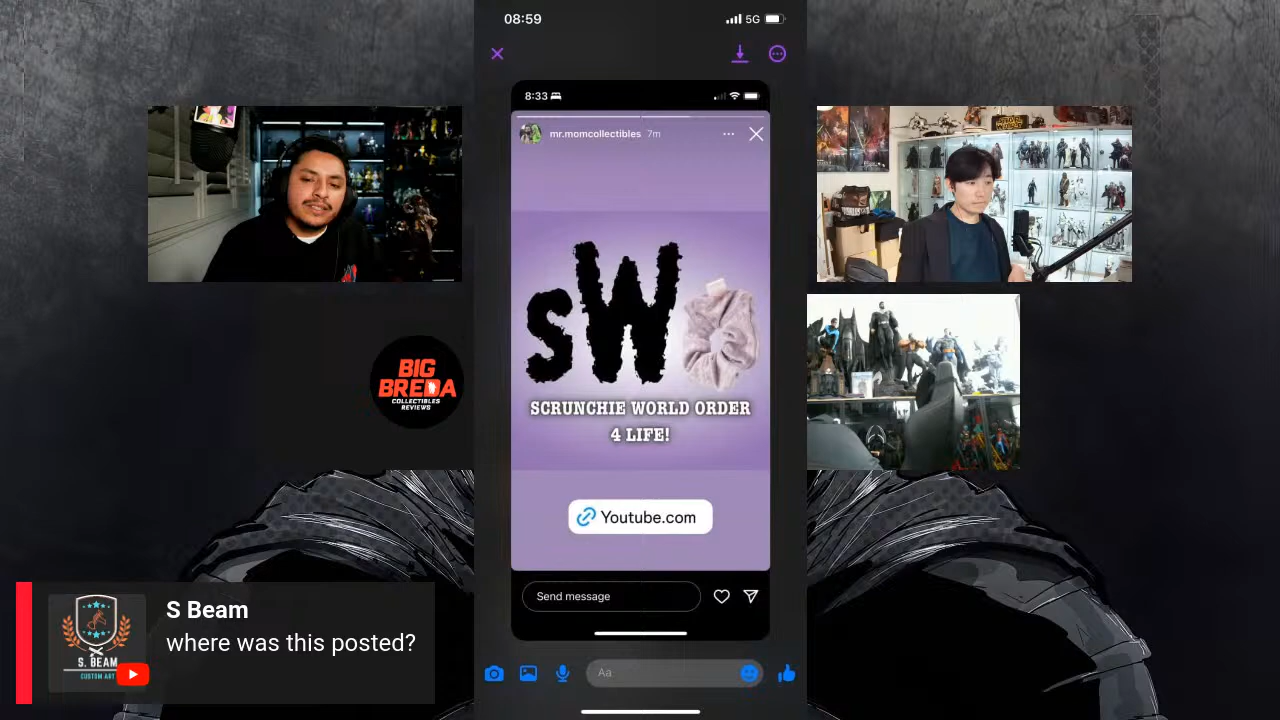 08:59
5G
8:33
mr.momcollectibles 7m
sW
SCRUNCHIE WORLD ORDER
4 LIFE!
Youtube.com
Send message
Aa
BIG
BREDA
COLLECTIBLES
REVIEWS
S. BEAM
CUSTOM ART
S Beam
where was this posted?